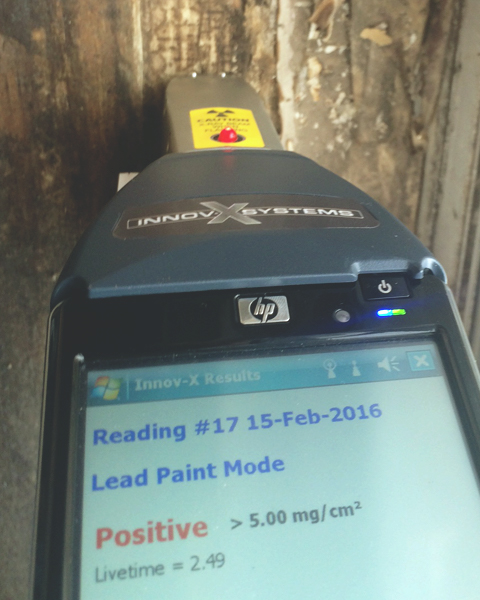 CAUTION
INNOV X SYSTEMS
hp
Innov-X Results
Reading #17 15-Feb-2016
Lead Paint Mode
Positive > 5.00 mg/cm²
Livetime = 2.49